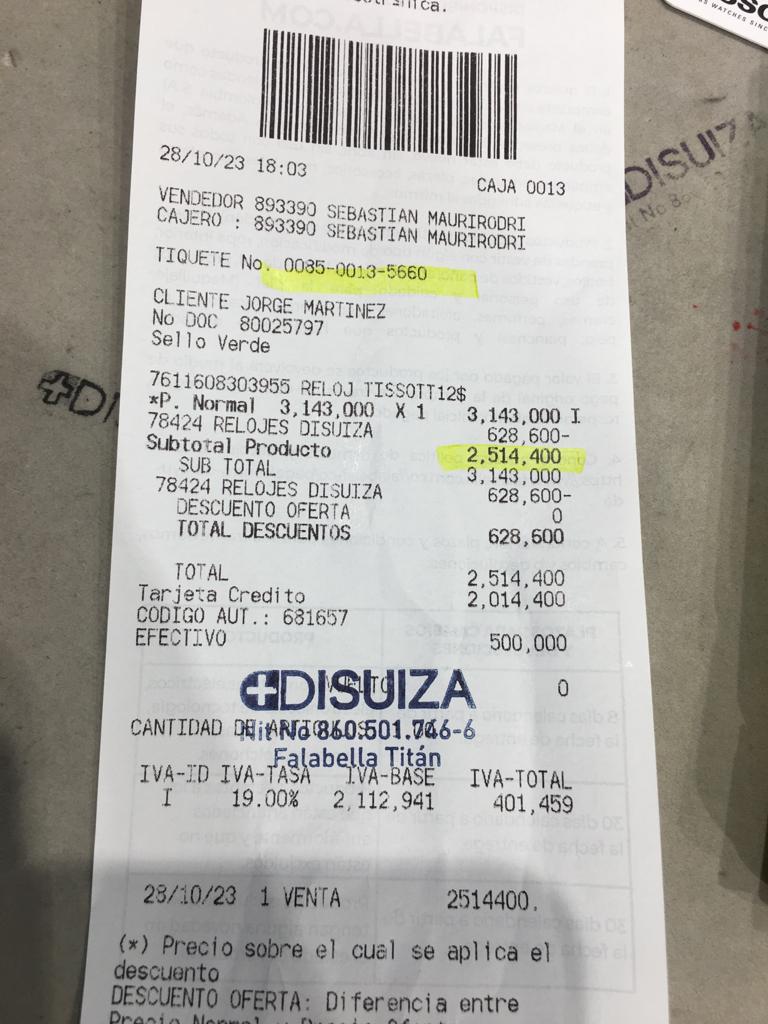 28/10/23 18:03
CAJA 0013
VENDEDOR 893390 SEBASTIAN MAURIRODRI
CAJERO : 893390 SEBASTIAN MAURIRODRI
TIQUETE No. 0085-0013-5660
CLIENTE JORGE MARTINEZ
No DOC 80025797
Sello Verde
7611608303955 RELOJ TISSOTT12$
*P. Normal 3,143,000 X 1 3,143,000 I
78424 RELOJES DISUIZA 628,600-
Subtotal Producto 2,514,400
SUB TOTAL 3,143,000
78424 RELOJES DISUIZA 628,600-
DESCUENTO OFERTA 0
TOTAL DESCUENTOS 628,600
TOTAL 2,514,400
Tarjeta Credito 2,014,400
CODIGO AUT.: 681657
EFECTIVO 500,000
VUELTO 0
DISUIZA
CANTIDAD DE ARTICULOS
Nit No 860.501.746-6
Falabella Titán
IVA-ID IVA-TASA IVA-BASE IVA-TOTAL
I 19.00% 2,112,941 401,459
28/10/23 1 VENTA 2514400.
(*) Precio sobre el cual se aplica el
descuento
DESCUENTO OFERTA: Diferencia entre
DISUIZA